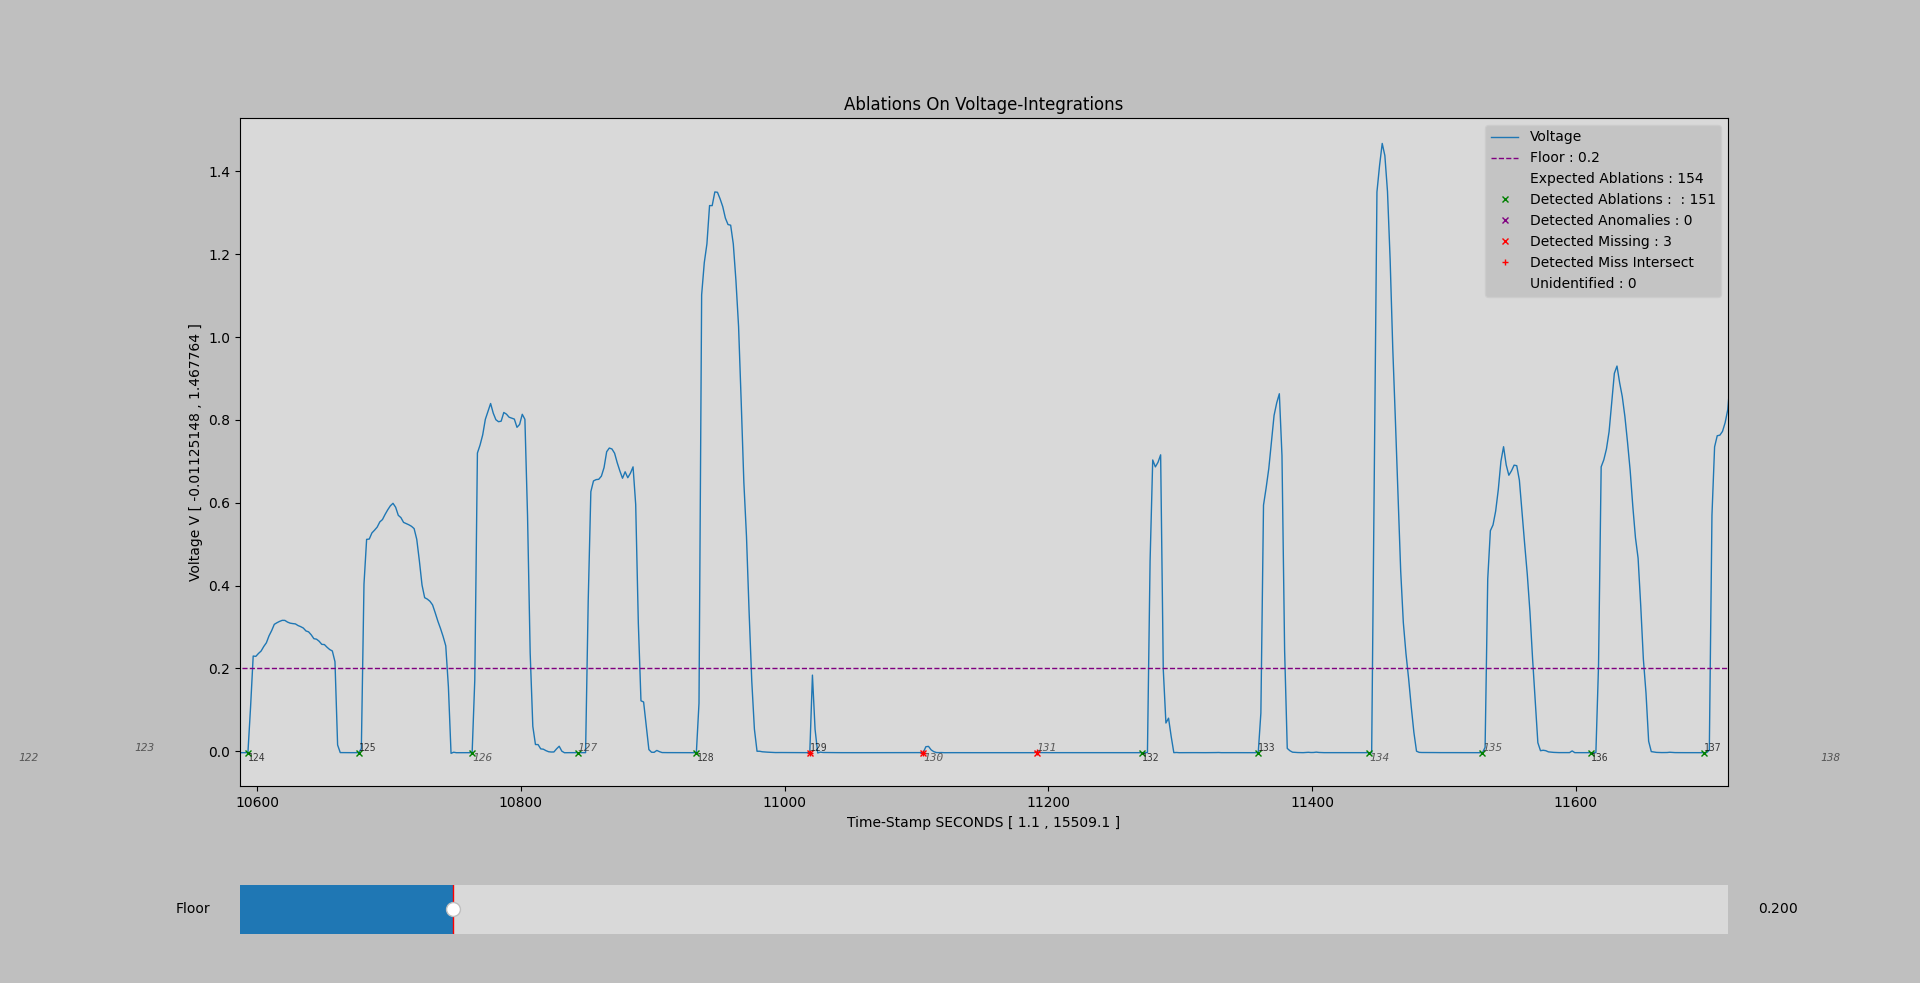 Ablations On Voltage-Integrations
Voltage
Floor : 0.2
Expected Ablations : 154
Detected Ablations :  : 151
Detected Anomalies : 0
Detected Missing : 3
Detected Miss Intersect
Unidentified : 0
Voltage V [ -0.01125148 , 1.467764 ]
1.4
1.2
1.0
0.8
0.6
0.4
0.2
0.0
122 123 124 125 126 127 128 129 130 131 132 133 134 135 136 137 138
10600 10800 11000 11200 11400 11600
Time-Stamp SECONDS [ 1.1 , 15509.1 ]
Floor 0.200